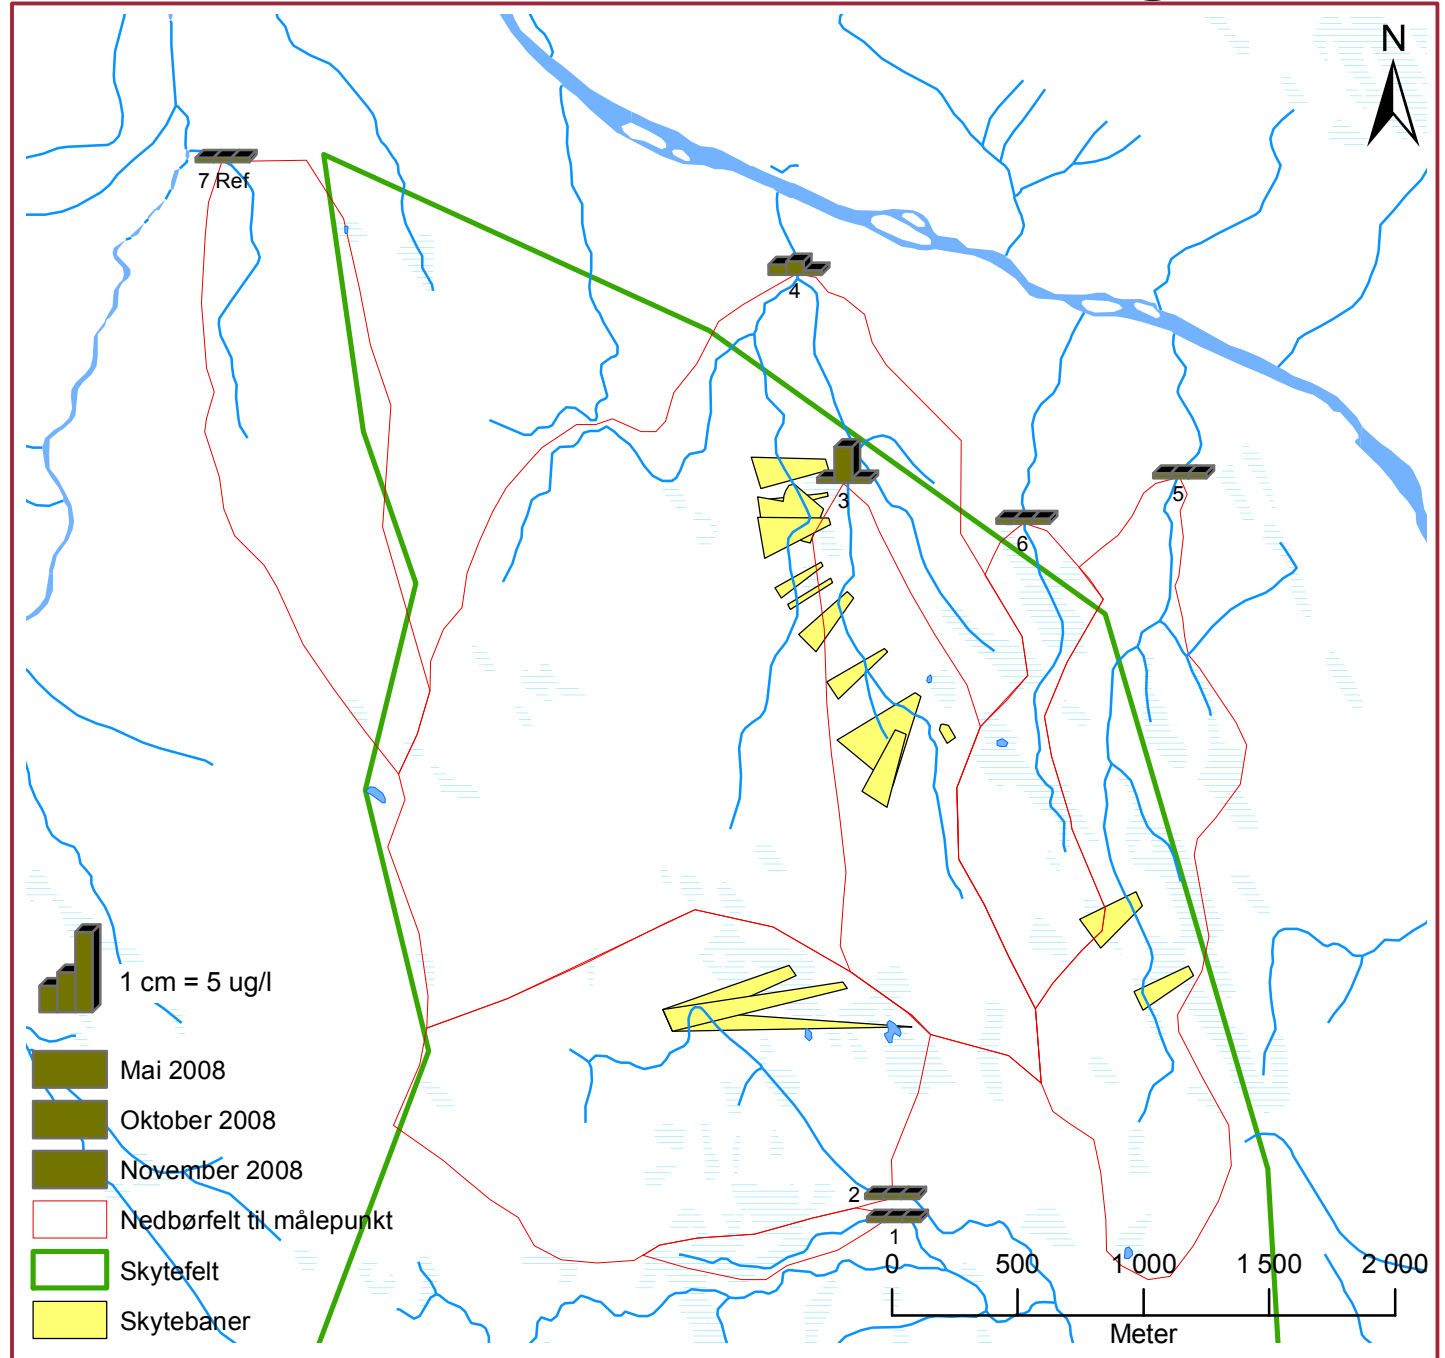 N
7 Ref
4
3
5
6
1 cm = 5 ug/l
Mai 2008
Oktober 2008
November 2008
2
Nedbørfelt til målepunkt
1
Skytefelt
0 500 1 000 1 500 2 000
Skytebaner
Meter